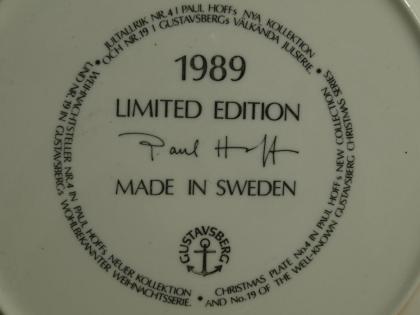 JULTALLRIK NR.4 I PAUL HOFFs NYA KOLLEKTION
OCH NR.19 I GUSTAVSBERGs VÄLKÄNDA JULSERIE.
1989
LIMITED EDITION
Paul Hoff
MADE IN SWEDEN
GUSTAVSBERG
CHRISTMAS PLATE No.4 IN PAUL HOFFs NEW COLLECTION
AND No.19 OF THE WELL-KNOWN GUSTAVSBERG CHRISTMAS SERIES
WEIHNACHTSTELLER NR.4 IN PAUL HOFFs NEUER KOLLEKTION
UND NR.19 IN GUSTAVSBERGs WOHLBEKANNTER WEIHNACHTSSERIE.